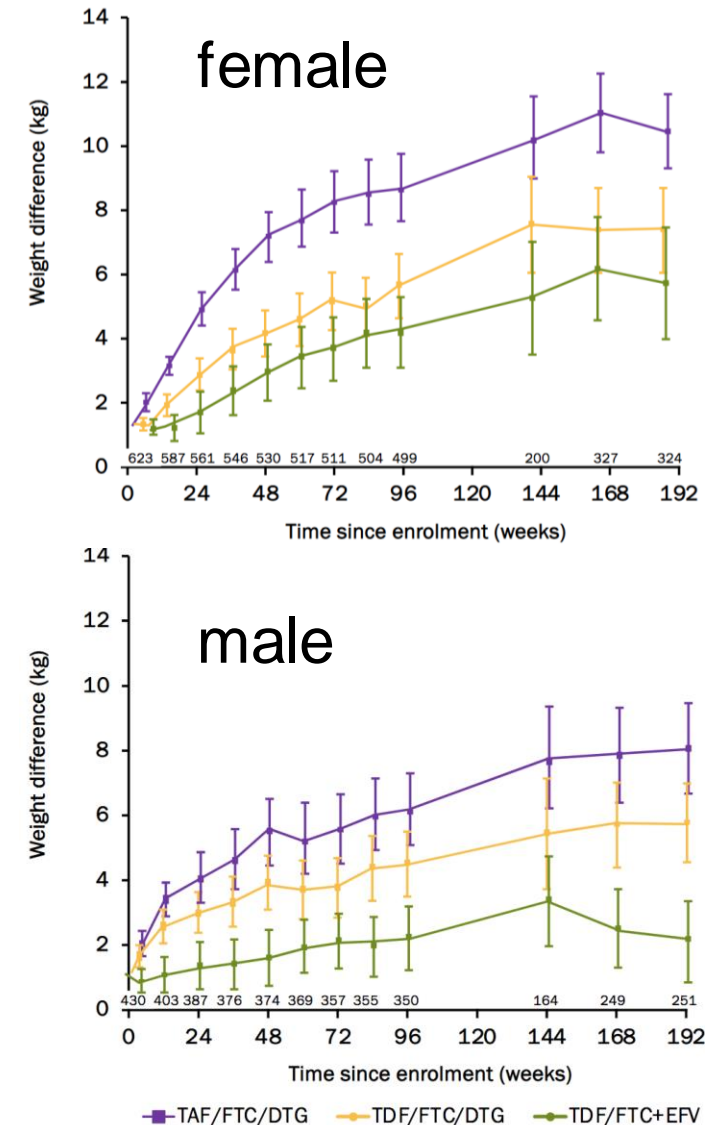 14
female
12
10
8
6
4
2
0
Weight difference (kg)
623 587 561 546 530 517 511 504 499 200 327 324
0 24 48 72 96 120 144 168 192
Time since enrolment (weeks)
14
male
12
10
8
6
4
2
0
Weight difference (kg)
430 403 387 376 374 369 357 355 350 164 249 251
0 24 48 72 96 120 144 168 192
Time since enrolment (weeks)
TAF/FTC/DTG TDF/FTC/DTG TDF/FTC+EFV